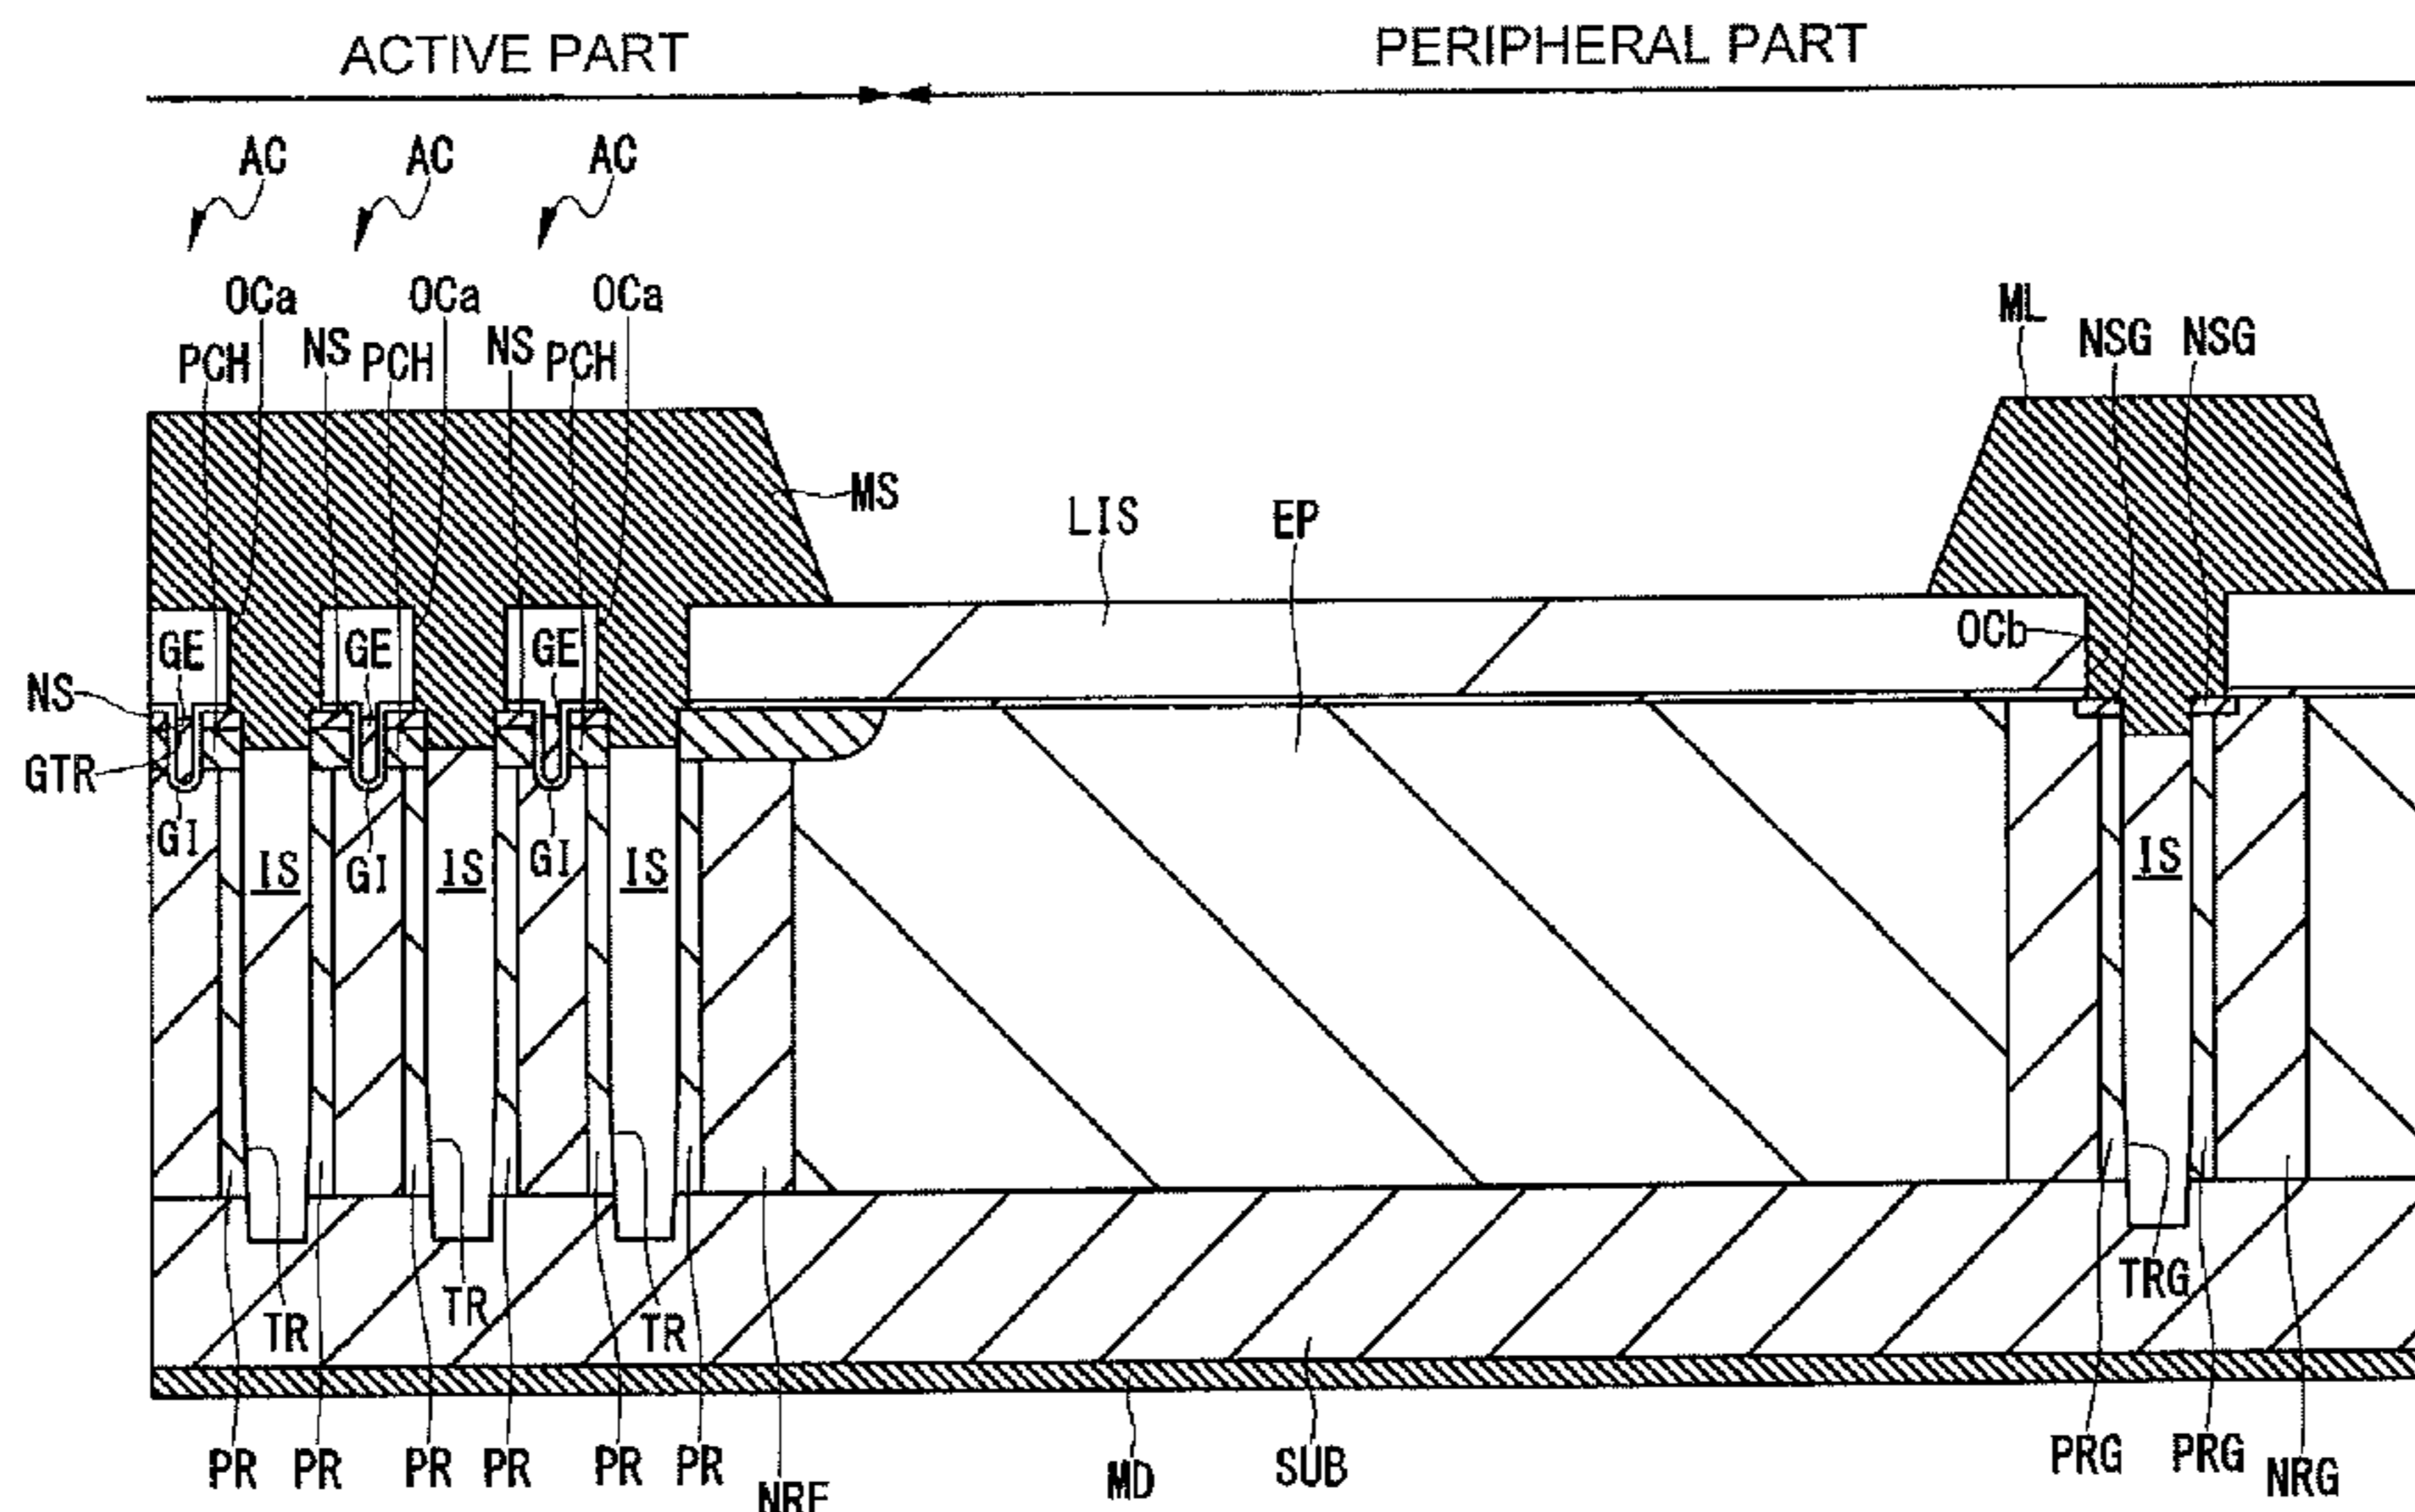 ACTIVE PART PERIPHERAL PART
AC AC AC
OCa OCa OCa ML
PCH NS PCH NS PCH NSG NSG
MS LIS EP
GE GE GE OCb
NS
GTR
GI GI GI
IS IS IS IS
TR TR TR TRG
PR PR PR PR PR PR MD SUB PRG PRG NRG